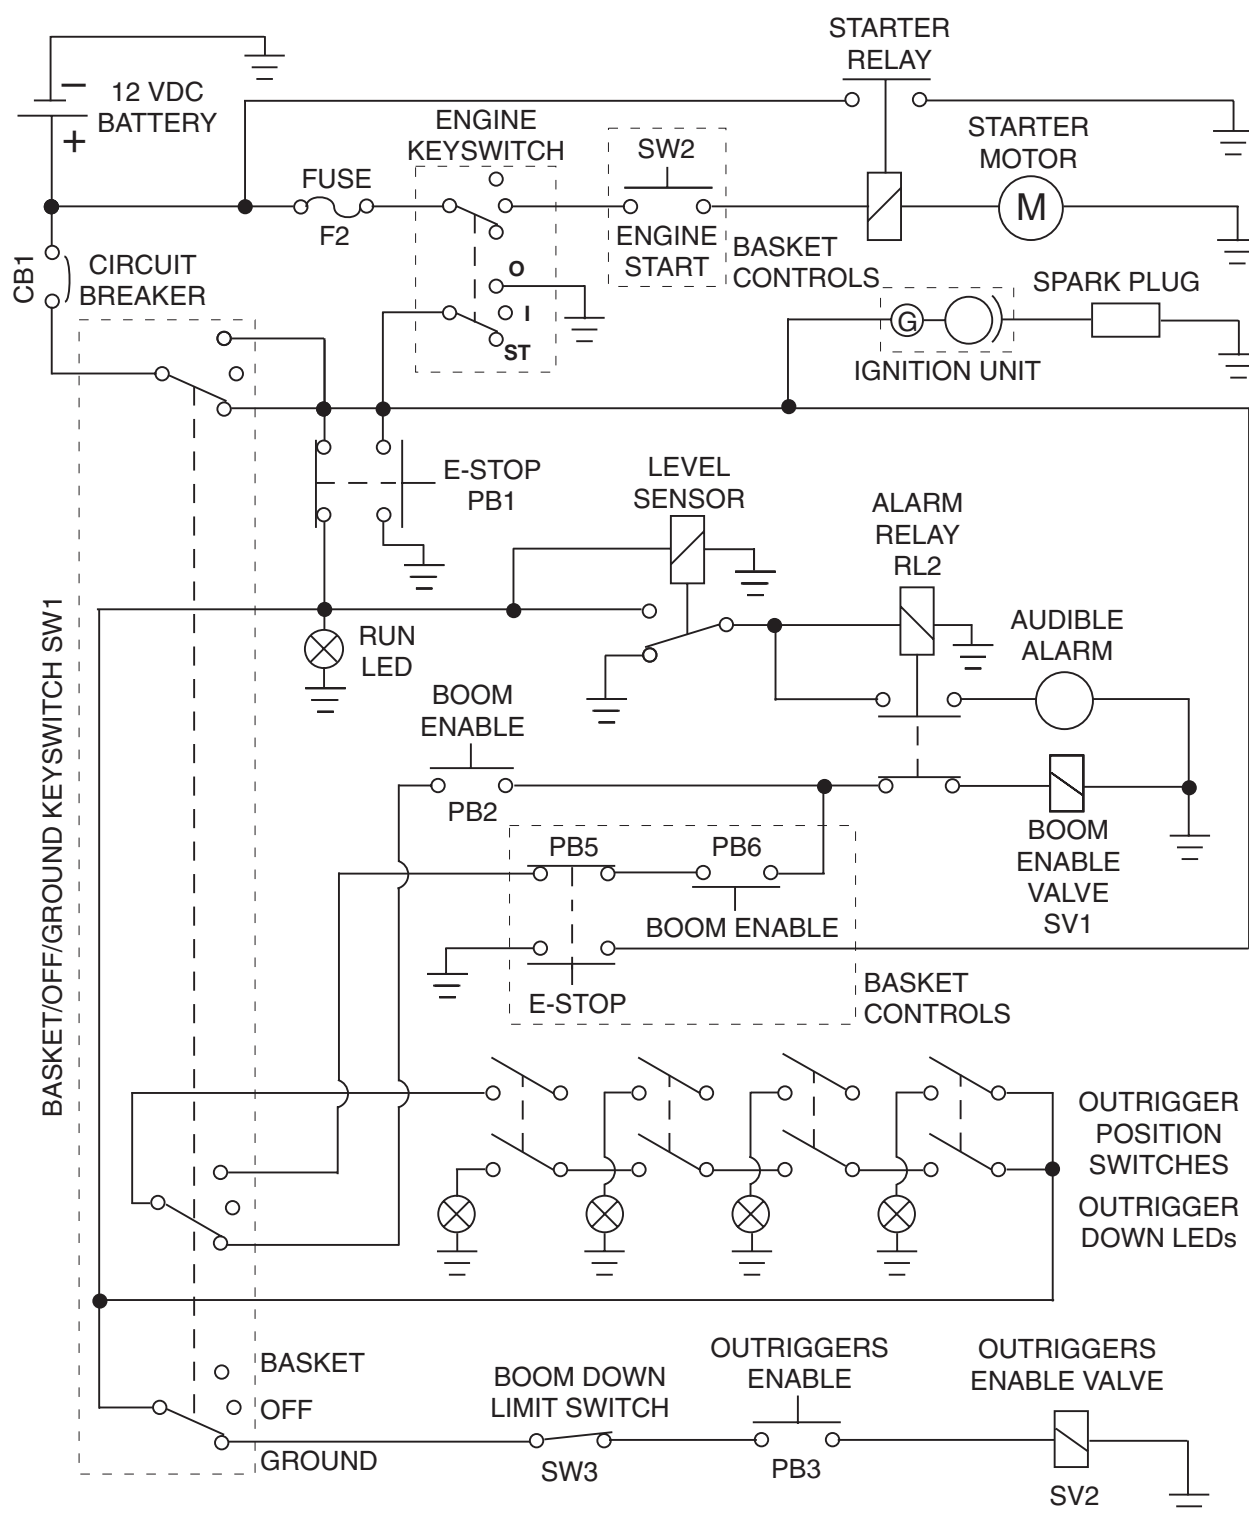 STARTER
RELAY
−
12 VDC
BATTERY
+
ENGINE
KEYSWITCH
SW2
STARTER
MOTOR
M
FUSE
F2
ENGINE
START
BASKET
CONTROLS
CB1
CIRCUIT
BREAKER
O
I
ST
SPARK PLUG
G
IGNITION UNIT
E-STOP
PB1
LEVEL
SENSOR
ALARM
RELAY
RL2
BASKET/OFF/GROUND KEYSWITCH SW1
RUN
LED
AUDIBLE
ALARM
BOOM
ENABLE
PB2
PB5
PB6
BOOM ENABLE
BOOM
ENABLE
VALVE
SV1
E-STOP
BASKET
CONTROLS
OUTRIGGER
POSITION
SWITCHES
OUTRIGGER
DOWN LEDs
BASKET
OFF
GROUND
BOOM DOWN
LIMIT SWITCH
SW3
OUTRIGGERS
ENABLE
PB3
OUTRIGGERS
ENABLE VALVE
SV2